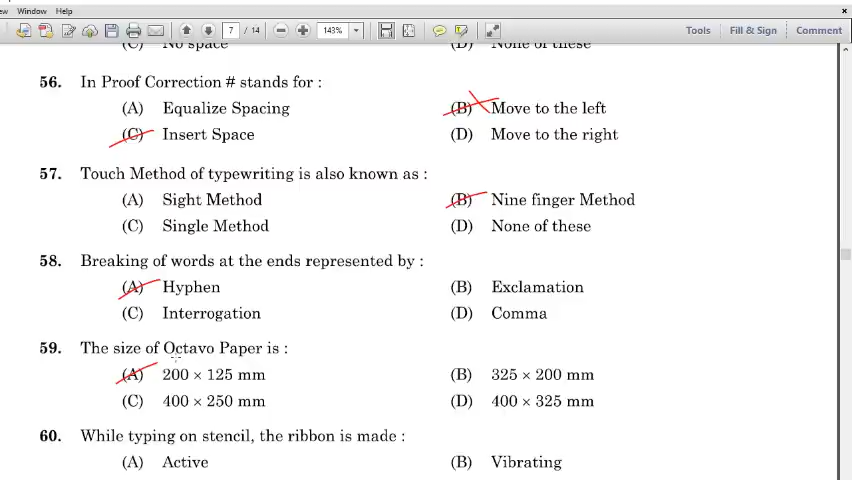 ew Window Help
7 / 14
143%
Tools Fill & Sign Comment
(C) No space (D) None of these
56. In Proof Correction # stands for :
(A) Equalize Spacing (B) Move to the left
(C) Insert Space (D) Move to the right
57. Touch Method of typewriting is also known as :
(A) Sight Method (B) Nine finger Method
(C) Single Method (D) None of these
58. Breaking of words at the ends represented by :
(A) Hyphen (B) Exclamation
(C) Interrogation (D) Comma
59. The size of Octavo Paper is :
(A) 200 × 125 mm (B) 325 × 200 mm
(C) 400 × 250 mm (D) 400 × 325 mm
60. While typing on stencil, the ribbon is made :
(A) Active (B) Vibrating